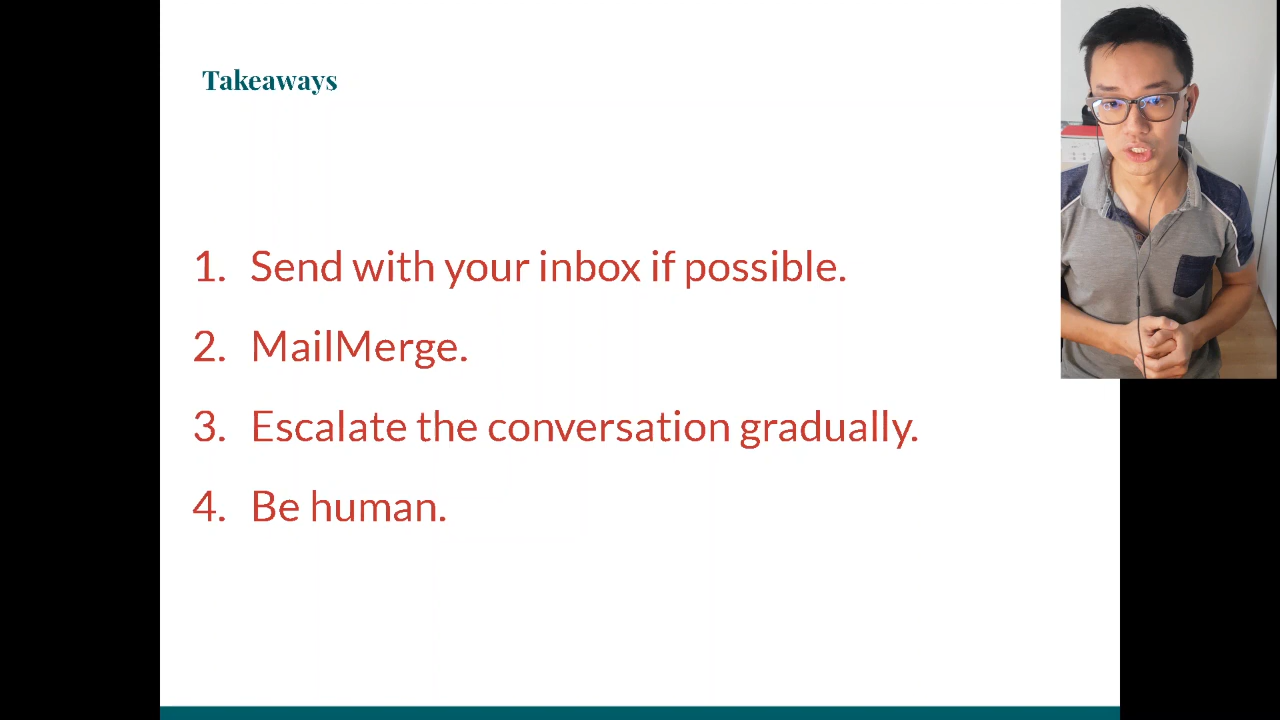 Takeaways
1. Send with your inbox if possible.
2. MailMerge.
3. Escalate the conversation gradually.
4. Be human.